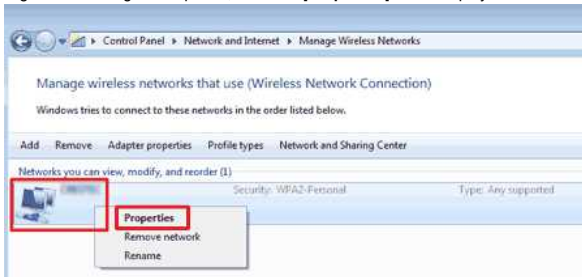 Control Panel ▸ Network and Internet ▸ Manage Wireless Networks
Manage wireless networks that use (Wireless Network Connection)
Windows tries to connect to these networks in the order listed below.
Add Remove Adapter properties Profile types Network and Sharing Center
Networks you can view, modify, and reorder (1)
Security: WPA2-Personal Type: Any supported
Properties
Remove network
Rename